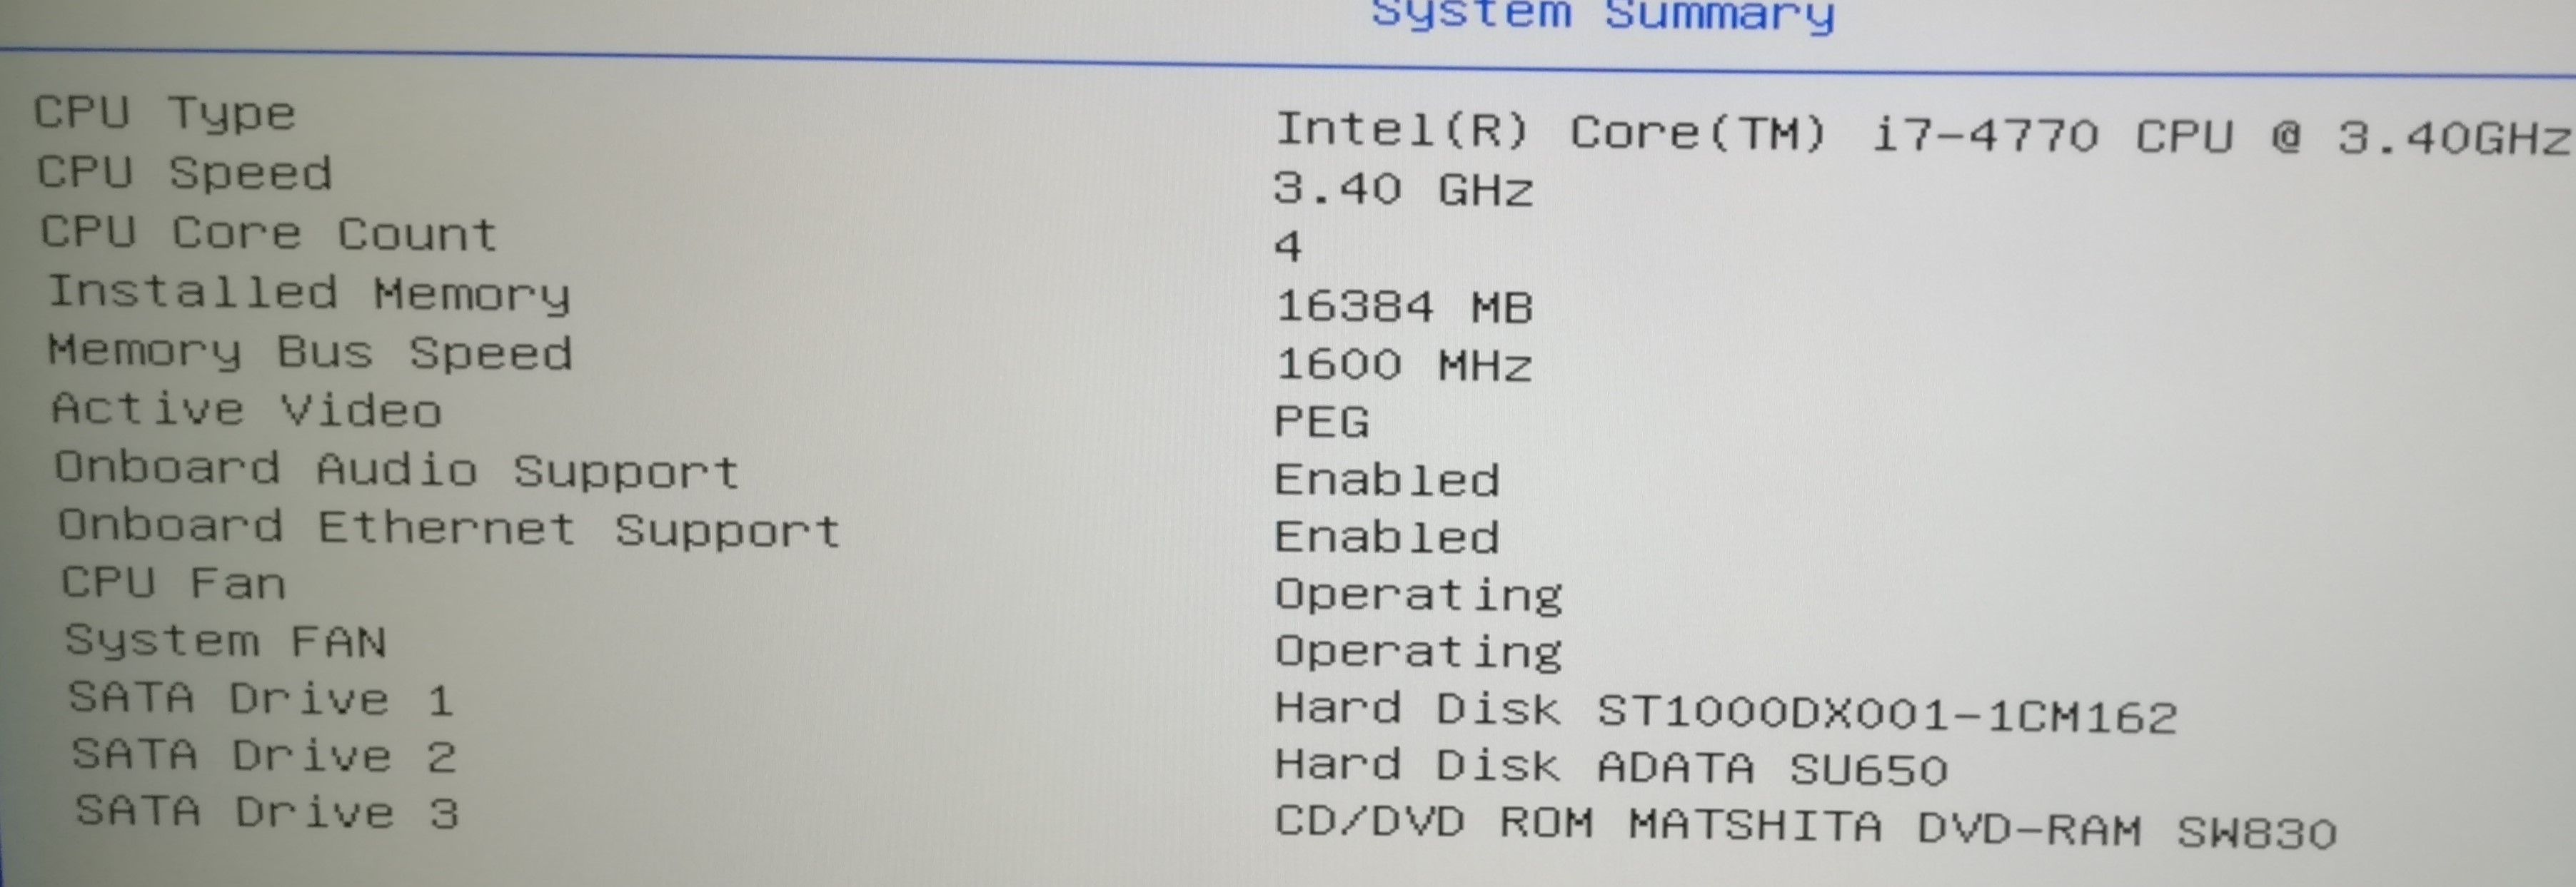 System Summary
CPU Type Intel(R) Core(TM) i7-4770 CPU @ 3.40GHz
CPU Speed 3.40 GHz
CPU Core Count 4
Installed Memory 16384 MB
Memory Bus Speed 1600 MHz
Active Video PEG
Onboard Audio Support Enabled
Onboard Ethernet Support Enabled
CPU Fan Operating
System FAN Operating
SATA Drive 1 Hard Disk ST1000DX001-1CM162
SATA Drive 2 Hard Disk ADATA SU650
SATA Drive 3 CD/DVD ROM MATSHITA DVD-RAM SW830